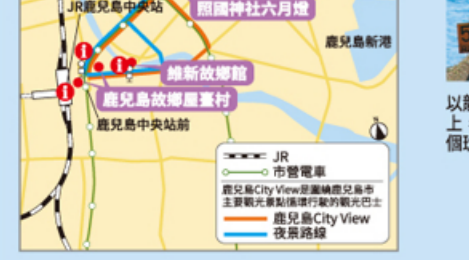 JR鹿兒島中央站
照國神社六月燈
鹿兒島新港
維新故鄉館
鹿兒島故鄉屋臺村
鹿兒島中央站前
JR
市營電車
鹿兒島City View是圍繞鹿兒島市
主要觀光景點循環行駛的觀光巴士
鹿兒島City View
夜景路線
以
上
個